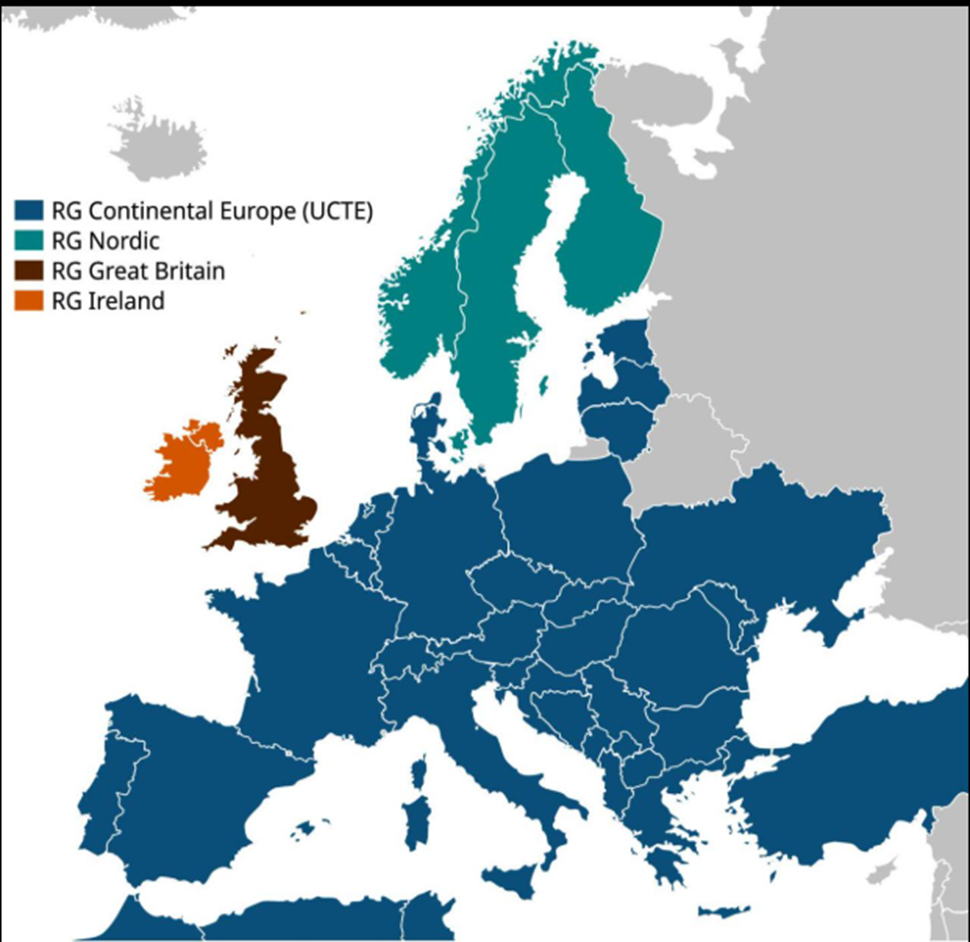 RG Continental Europe (UCTE)
RG Nordic
RG Great Britain
RG Ireland